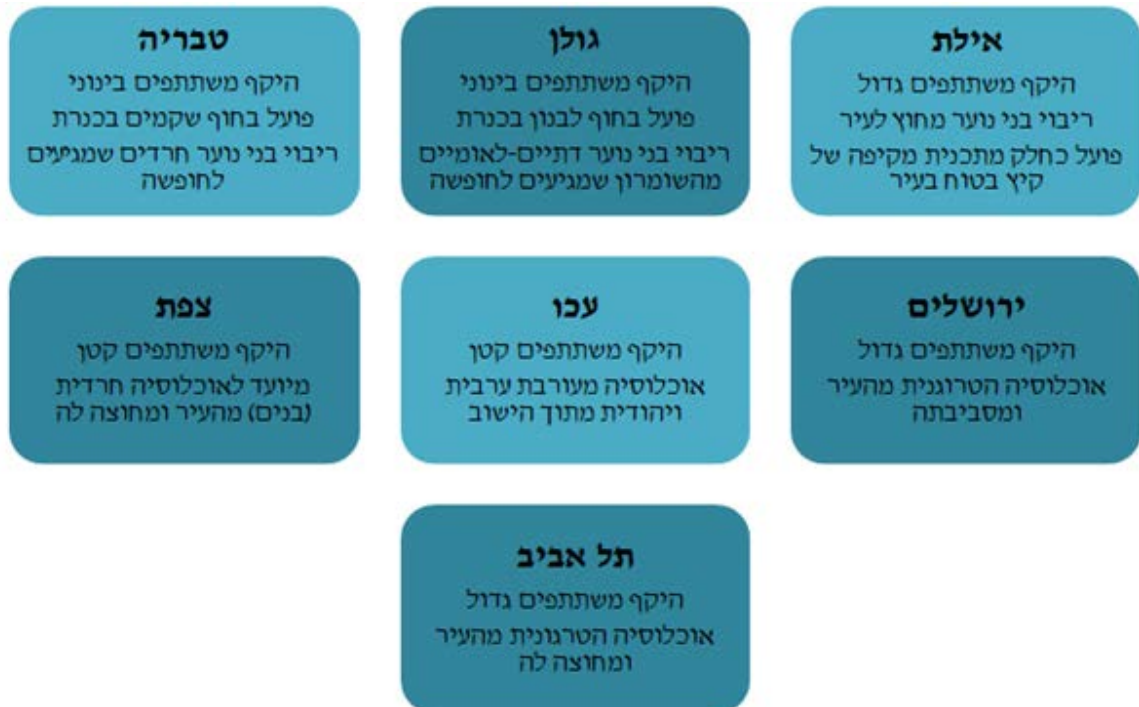 אילת
היקף משתתפים גדול
ריבוי בני נוער מחוץ לעיר
פועל כחלק מתכנית מקיפה של
קיץ בטוח בעיר
גולן
היקף משתתפים בינוני
פועל בחוף לבנון בכנרת
ריבוי בני נוער דתיים-לאומיים
מהשומרון שמגיעים לחופשה
טבריה
היקף משתתפים בינוני
פועל בחוף שקמים בכנרת
ריבוי בני נוער חרדים שמגיעים
לחופשה
ירושלים
היקף משתתפים גדול
אוכלוסיה הטרוגנית מהעיר
ומסביבתה
עכו
היקף משתתפים קטן
אוכלוסיה מעורבת ערבית
ויהודית מתוך הישוב
צפת
היקף משתתפים קטן
מיועד לאוכלוסיה חרדית
(בנים) מהעיר ומחוצה לה
תל אביב
היקף משתתפים גדול
אוכלוסיה הטרגונית מהעיר
ומחוצה לה